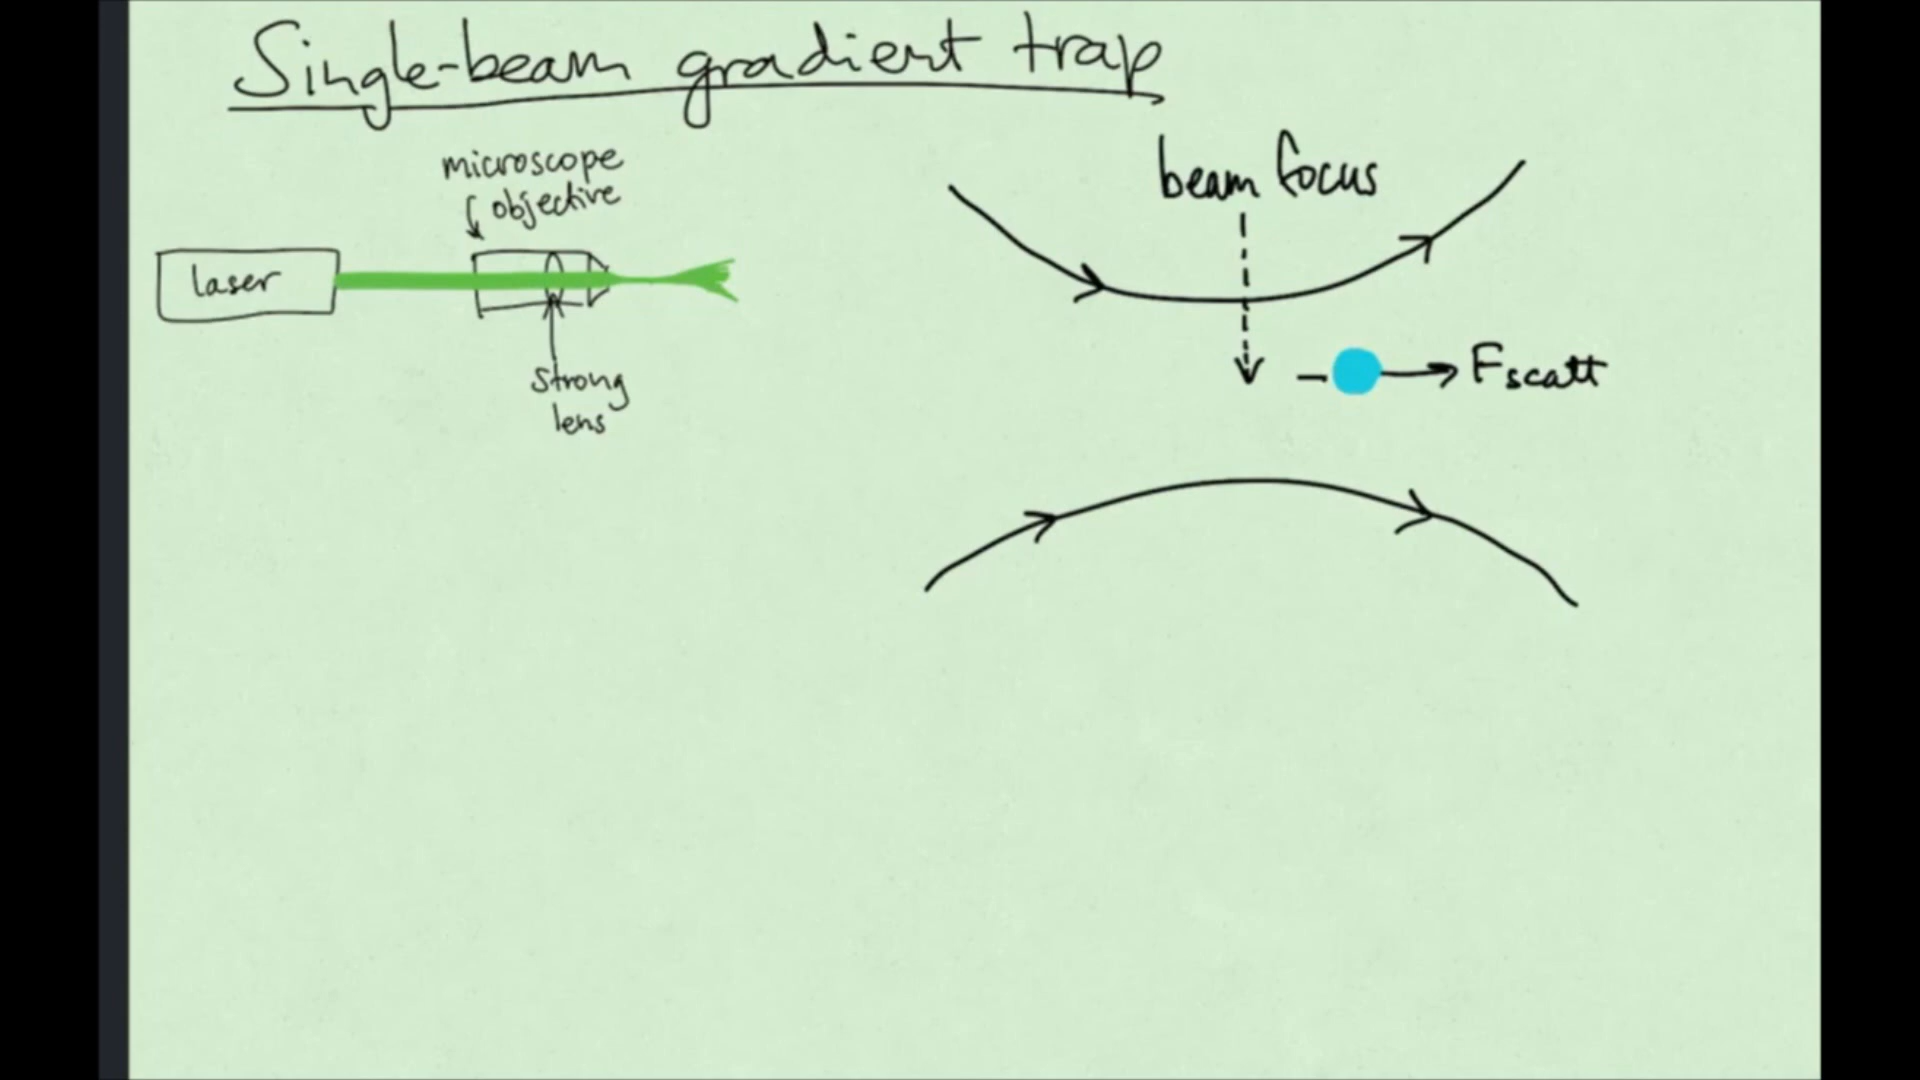 Single-beam gradient trap
microscope
objective
laser
strong
lens
beam focus
Fscatt